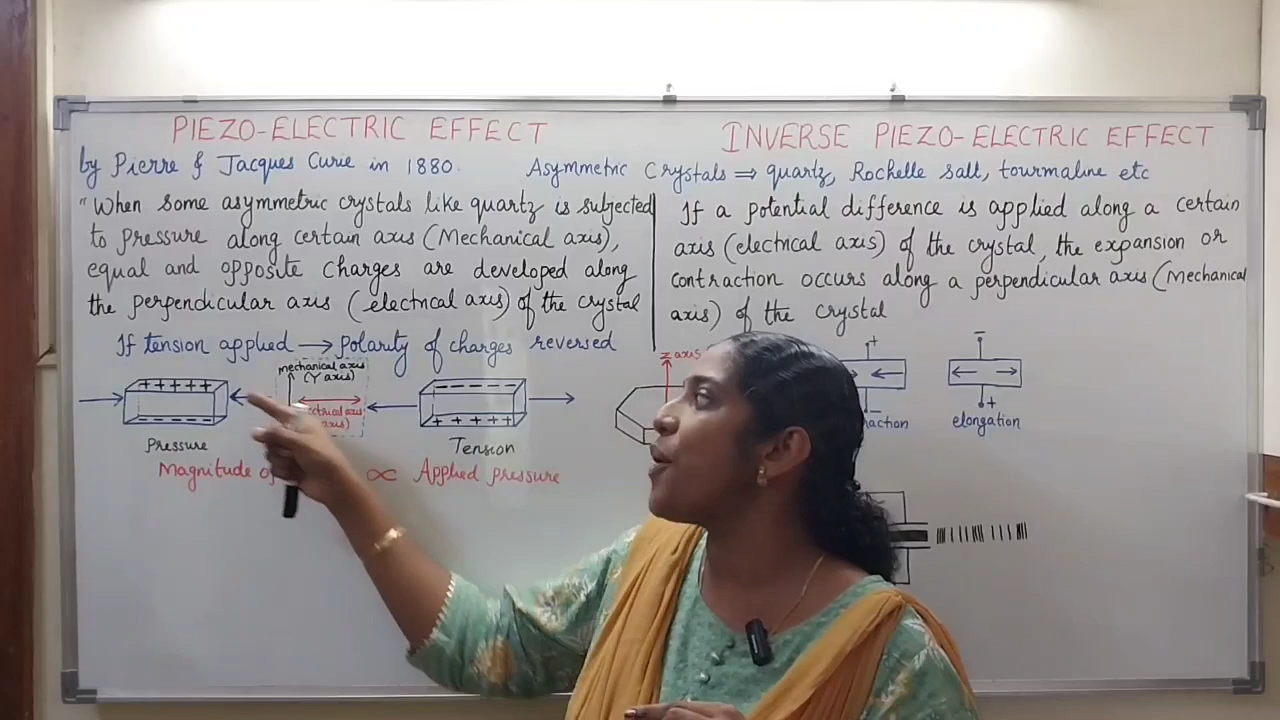 PIEZO-ELECTRIC EFFECT
by Pierre & Jacques Curie in 1880.
Asymmetric Crystals ⇒ quartz, Rochelle salt, tourmaline etc
"When some asymmetric crystals like quartz is subjected
to pressure along certain axis (Mechanical axis),
equal and opposite charges are developed along
the perpendicular axis (electrical axis) of the crystal
If tension applied → polarity of charges reversed
mechanical axis
(Y axis)
+ + + + +
- - - - -
Pressure
- - - - -
+ + + +
Tension
Magnitude of
∝ Applied pressure
INVERSE PIEZO-ELECTRIC EFFECT
If a potential difference is applied along a certain
axis (electrical axis) of the crystal, the expansion or
contraction occurs along a perpendicular axis (Mechanical
axis) of the crystal
Z axis
+
-
-
+
elongation